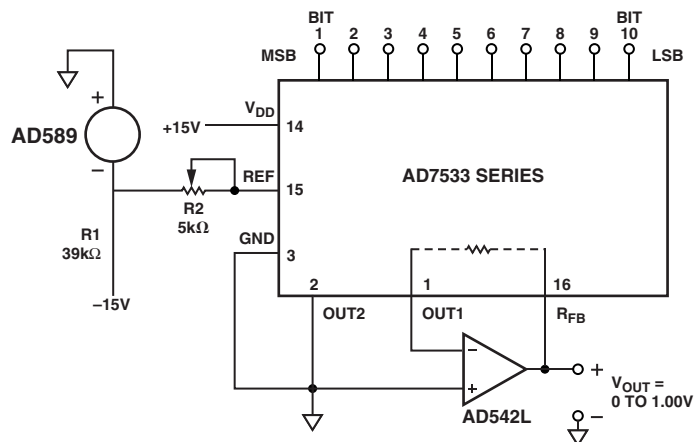 BIT BIT
1 2 3 4 5 6 7 8 9 10
MSB LSB
+
AD589
–
V_DD
+15V
14
REF
15
AD7533 SERIES
R2
5kΩ
R1
39kΩ
GND
3
–15V
2
1
16
OUT2
OUT1
R_FB
–
+
AD542L
+
V_OUT =
0 TO 1.00V
–